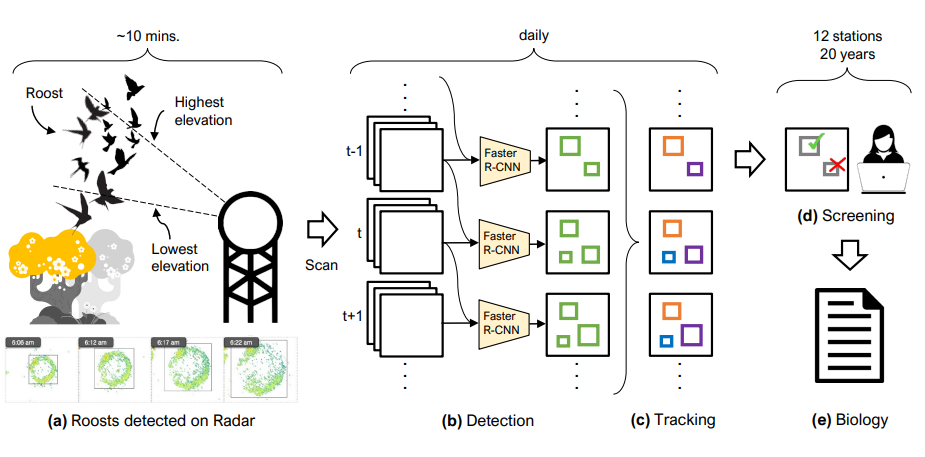 ~10 mins.
Roost
Highest
elevation
Lowest
elevation
6:06 am
6:12 am
6:17 am
6:22 am
(a) Roosts detected on Radar
Scan
daily
t-1
Faster
R-CNN
t
Faster
R-CNN
t+1
Faster
R-CNN
(b) Detection
(c) Tracking
12 stations
20 years
(d) Screening
(e) Biology